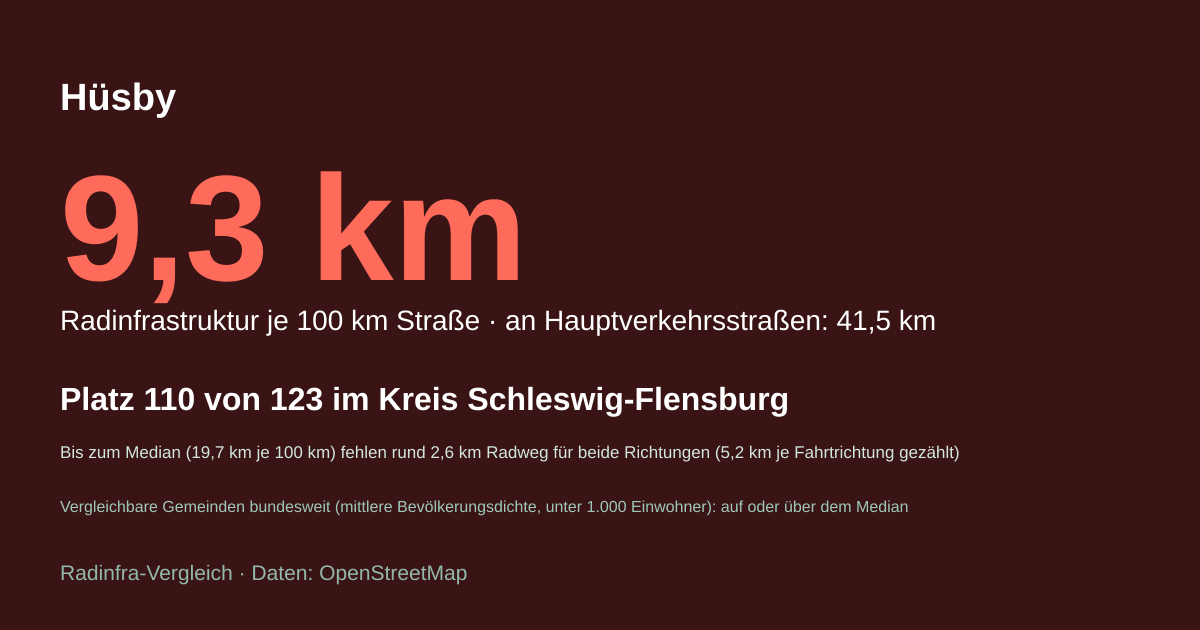 Hüsby
9,3 km
Radinfrastruktur je 100 km Straße · an Hauptverkehrsstraßen: 41,5 km
Platz 110 von 123 im Kreis Schleswig-Flensburg
Bis zum Median (19,7 km je 100 km) fehlen rund 2,6 km Radweg für beide Richtungen (5,2 km je Fahrtrichtung gezählt)
Vergleichbare Gemeinden bundesweit (mittlere Bevölkerungsdichte, unter 1.000 Einwohner): auf oder über dem Median
Radinfra-Vergleich · Daten: OpenStreetMap